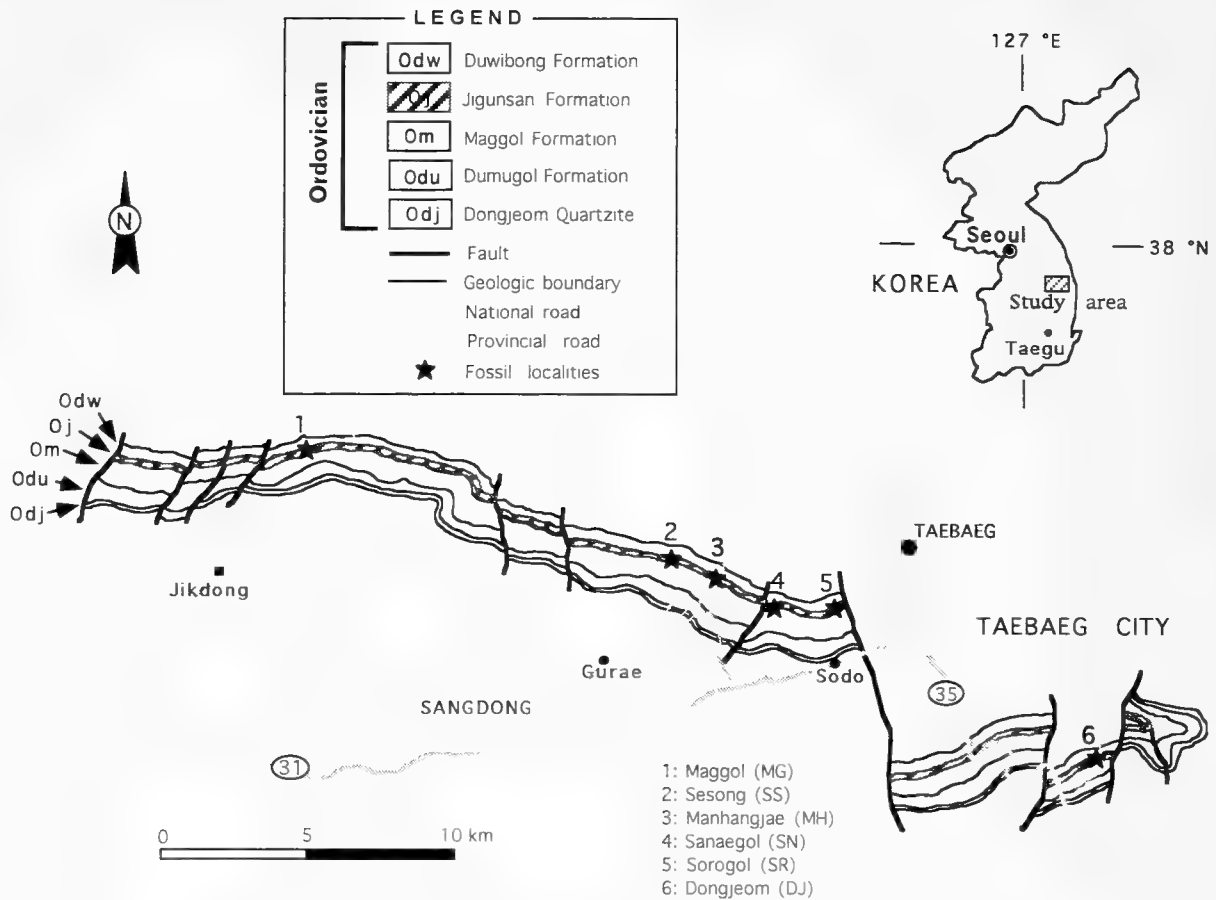 LEGEND
Ordovician
Odw Duwibong Formation
Oj Jigunsan Formation
Om Maggol Formation
Odu Dumugol Formation
Odj Dongjeom Quartzite
Fault
Geologic boundary
National road
Provincial road
Fossil localities
N
127 °E
Seoul
38 °N
KOREA
Study area
Taegu
Odw
Oj
Om
Odu
Odj
1
2
3
4
5
TAEBAEG
Jikdong
TAEBAEG CITY
Gurae
Sodo
35
SANGDONG
6
31
1: Maggol (MG)
2: Sesong (SS)
3: Manhangjae (MH)
4: Sanaegol (SN)
5: Sorogol (SR)
6: Dongjeom (DJ)
0 5 10 km